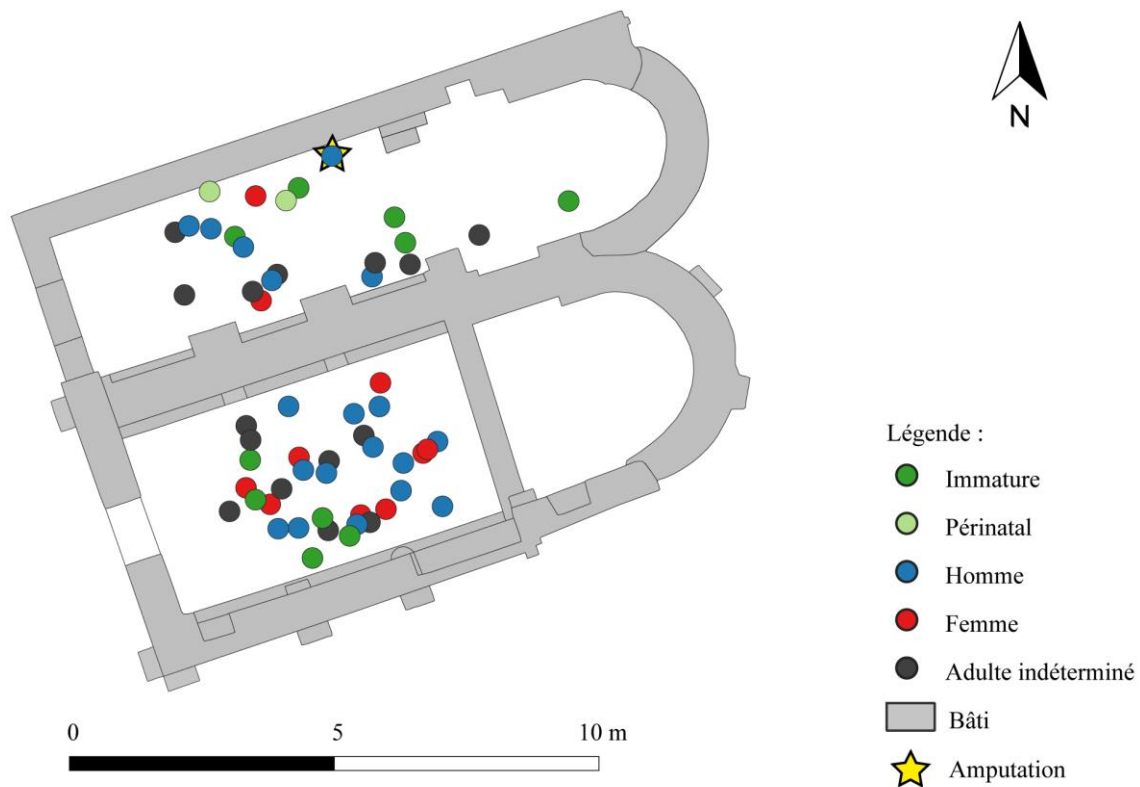 N
Légende :
Immature
Périnatal
Homme
Femme
Adulte indéterminé
Bâti
Amputation
0 5 10 m